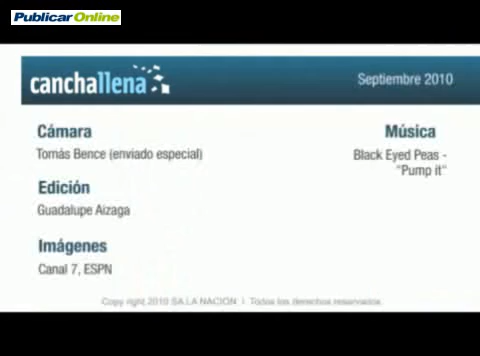 Publicar Online
canchallena
Septiembre 2010
Cámara
Tomás Bence (enviado especial)
Edición
Guadalupe Aizaga
Imágenes
Canal 7, ESPN
Música
Black Eyed Peas -
"Pump it"
Copy right 2010 SA LA NACION | Todos los derechos reservados.